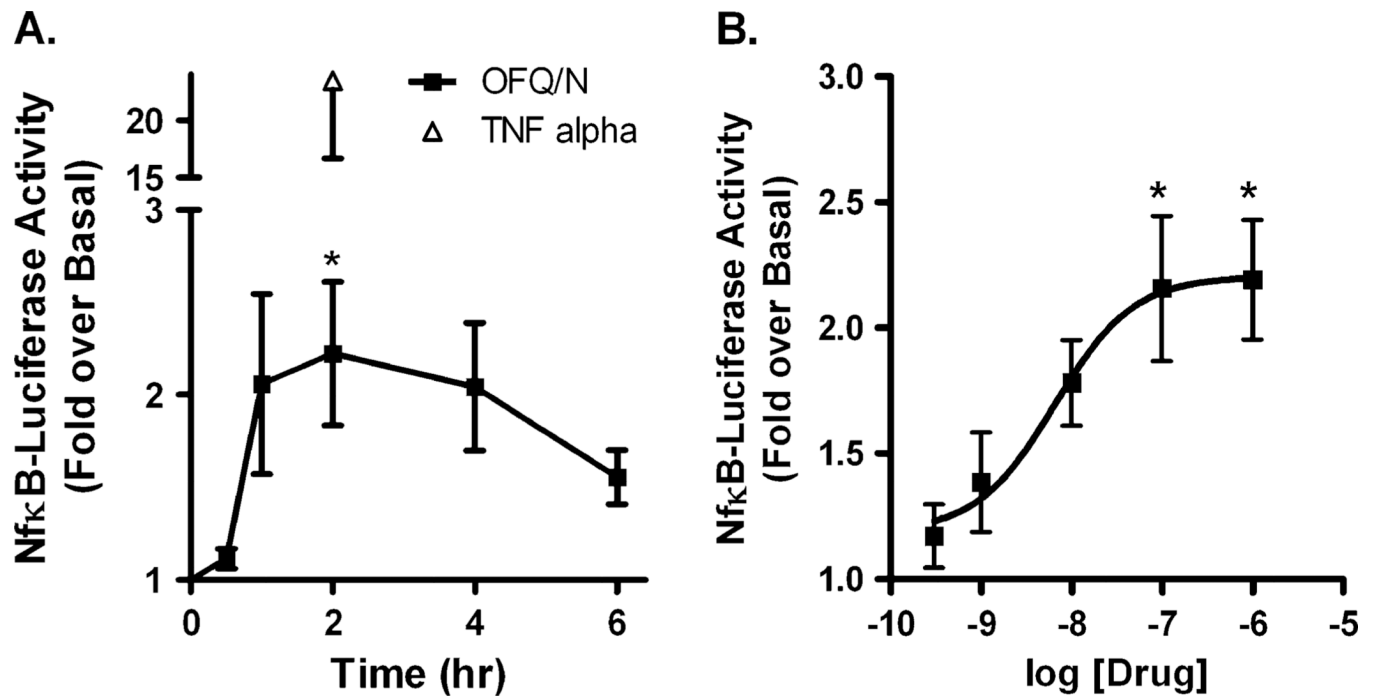 A.
NfκB-Luciferase Activity
(Fold over Basal)
20
15
3
2
1
*
OFQ/N
TNF alpha
0 2 4 6
Time (hr)
B.
NfκB-Luciferase Activity
(Fold over Basal)
3.0
2.5
2.0
1.5
1.0
* *
-10 -9 -8 -7 -6 -5
log [Drug]